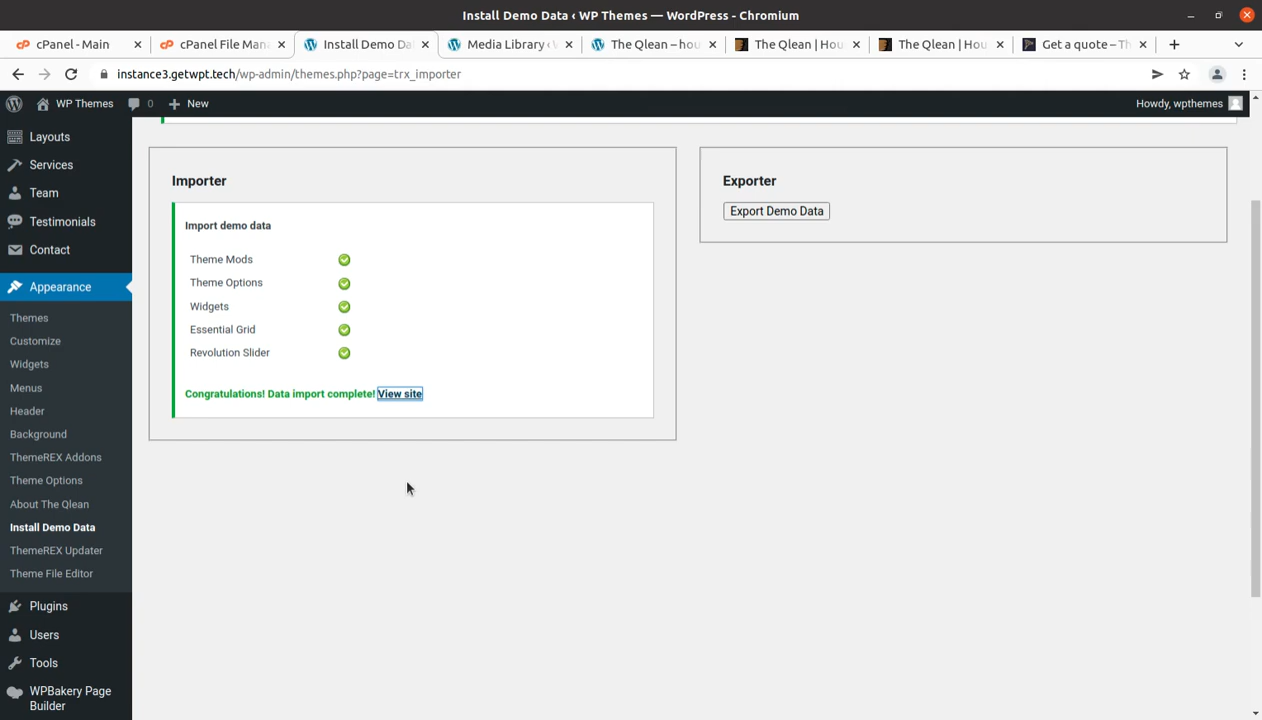 Install Demo Data ‹ WP Themes — WordPress - Chromium
cPanel - Main
cPanel File Man
Install Demo Da
Media Library ‹
The Qlean – hou
The Qlean | Hou
The Qlean | Hou
Get a quote – Th
instance3.getwpt.tech/wp-admin/themes.php?page=trx_importer
WP Themes
0
New
Howdy, wpthemes
Layouts
Services
Team
Testimonials
Contact
Appearance
Themes
Customize
Widgets
Menus
Header
Background
ThemeREX Addons
Theme Options
About The Qlean
Install Demo Data
ThemeREX Updater
Theme File Editor
Plugins
Users
Tools
WPBakery Page
Builder
Importer
Import demo data
Theme Mods
Theme Options
Widgets
Essential Grid
Revolution Slider
Congratulations! Data import complete! View site
Exporter
Export Demo Data